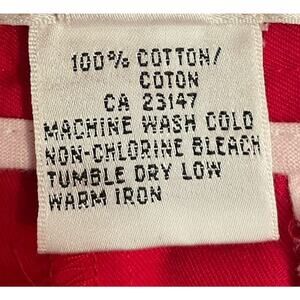 100% COTTON/
COTON
CA 23147
MACHINE WASH COLD
NON-CHLORINE BLEACH
TUMBLE DRY LOW
WARM IRON